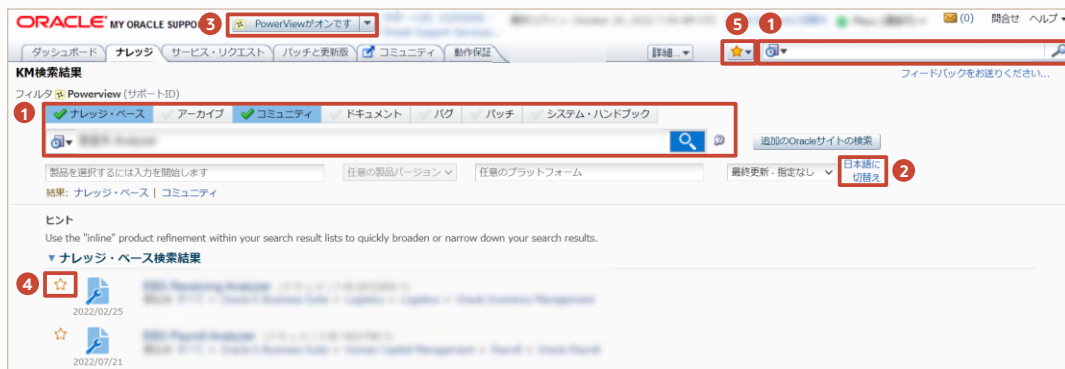 ORACLE MY ORACLE SUPPORT
3
PowerViewがオンです
(0)
問合せ ヘルプ
5
1
ダッシュボード ナレッジ サービス・リクエスト パッチと更新版 コミュニティ 動作保証
詳細...
KM検索結果
フィードバックをお送りください...
フィルタ Powerview (サポートID)
1
ナレッジ・ベース アーカイブ コミュニティ ドキュメント バグ パッチ システム・ハンドブック
追加のOracleサイトの検索
製品を選択するには入力を開始します
任意の製品バージョン
任意のプラットフォーム
最終更新 - 指定なし
日本語に
切替え
2
結果: ナレッジ・ベース | コミュニティ
ヒント
Use the "inline" product refinement within your search result lists to quickly broaden or narrow down your search results.
ナレッジ・ベース検索結果
4
2022/02/25
2022/07/21